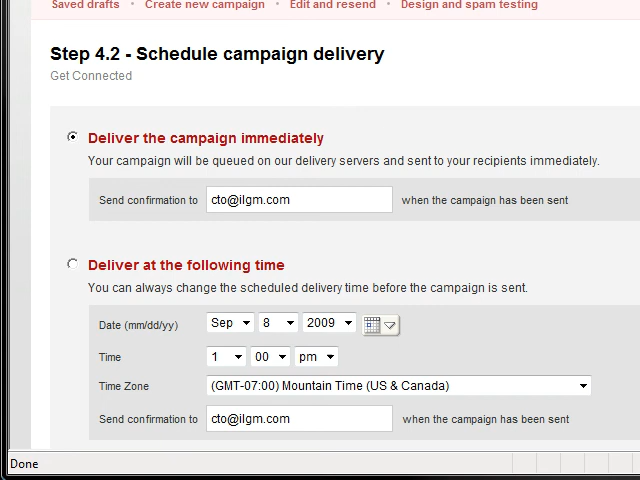 Saved drafts • Create new campaign • Edit and resend • Design and spam testing
Step 4.2 - Schedule campaign delivery
Get Connected
Deliver the campaign immediately
Your campaign will be queued on our delivery servers and sent to your recipients immediately.
Send confirmation to cto@ilgm.com when the campaign has been sent
Deliver at the following time
You can always change the scheduled delivery time before the campaign is sent.
Date (mm/dd/yy) Sep 8 2009
Time 1 00 pm
Time Zone (GMT-07:00) Mountain Time (US & Canada)
Send confirmation to cto@ilgm.com when the campaign has been sent
Done